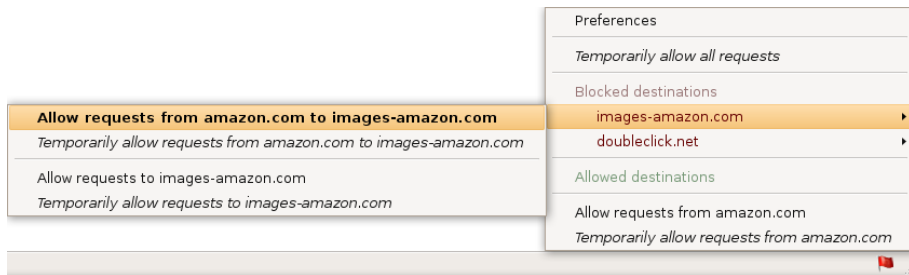 Preferences
Temporarily allow all requests
Blocked destinations
images-amazon.com
doubleclick.net
Allowed destinations
Allow requests from amazon.com
Temporarily allow requests from amazon.com
Allow requests from amazon.com to images-amazon.com
Temporarily allow requests from amazon.com to images-amazon.com
Allow requests to images-amazon.com
Temporarily allow requests to images-amazon.com